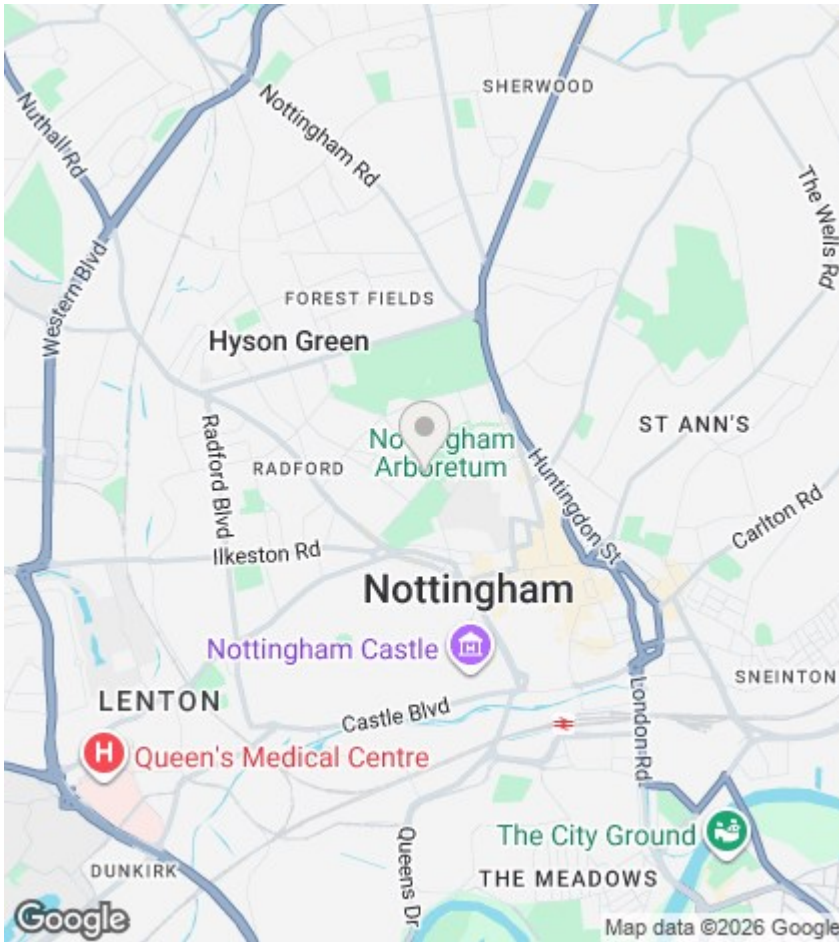 SHERWOOD
Nottingham Rd
Nuthall Rd
The Wells Rd
Western Blvd
FOREST FIELDS
Hyson Green
ST ANN'S
Nottingham
Arboretum
RADFORD
Radford Blvd
Huntingdon St
Carlton Rd
Ilkeston Rd
Nottingham
Nottingham Castle
SNEINTON
LENTON
Castle Blvd
London Rd
H
Queen's Medical Centre
The City Ground
Queens Dr
DUNKIRK
THE MEADOWS
Google
Map data ©2026 Google